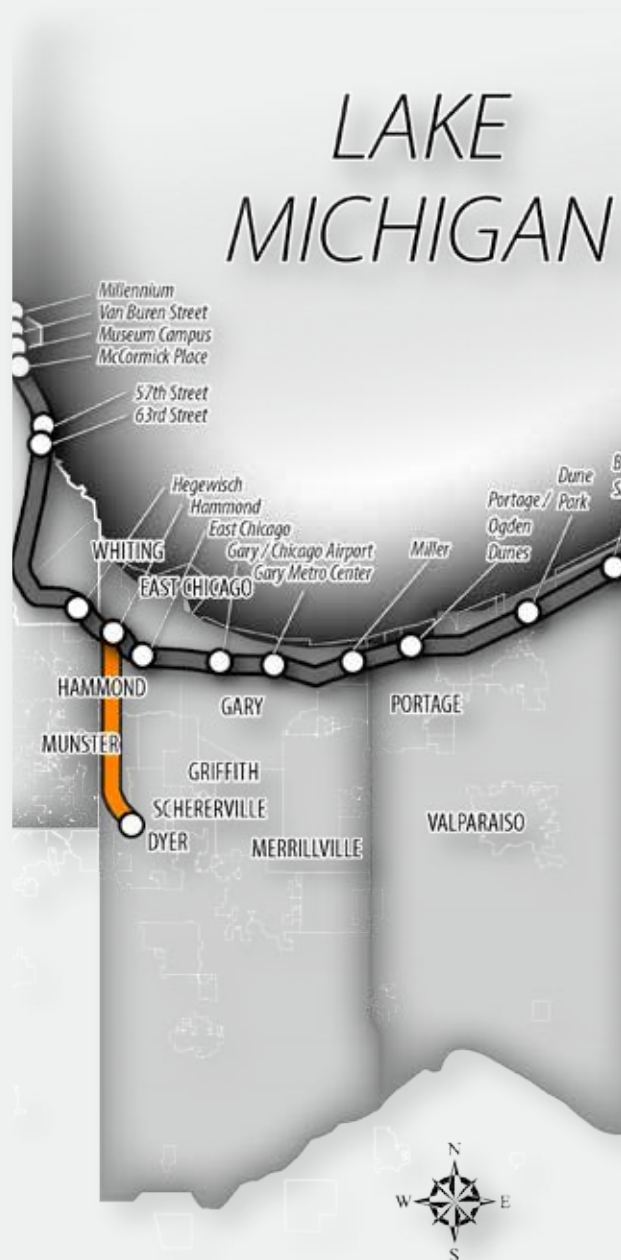 LAKE
MICHIGAN
Millennium
Van Buren Street
Museum Campus
McCormick Place
57th Street
63rd Street
Hegewisch
Hammond
East Chicago
Gary / Chicago Airport
Gary Metro Center
Miller
Portage /
Ogden
Dunes
Dune
Park
B
S
WHITING
EAST CHICAGO
HAMMOND
GARY
PORTAGE
MUNSTER
GRIFFITH
SCHERERVILLE
DYER
MERRILLVILLE
VALPARAISO
N
W E
S